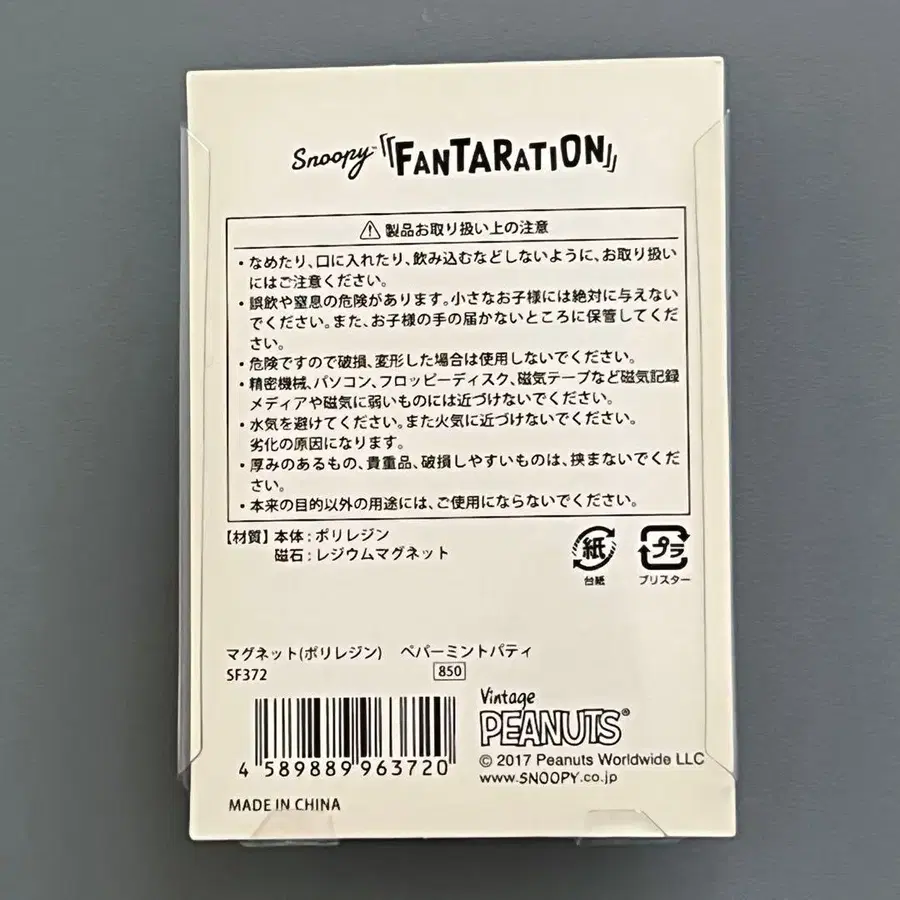 Snoopy™ FANTARATION
⚠ 製品お取り扱い上の注意
・なめたり、口に入れたり、飲み込むなどしないように、お取り扱い
にはご注意ください。
・誤飲や窒息の危険があります。小さなお子様には絶対に与えない
でください。また、お子様の手の届かないところに保管してくだ
さい。
・危険ですので破損、変形した場合は使用しないでください。
・精密機械、パソコン、フロッピーディスク、磁気テープなど磁気記録
メディアや磁気に弱いものには近づけないでください。
・水気を避けてください。また火気に近づけないでください。
劣化の原因になります。
・厚みのあるもの、貴重品、破損しやすいものは、挟まないでくだ
さい。
・本来の目的以外の用途には、ご使用にならないでください。
【材質】本体：ポリレジン
磁石：レジウムマグネット
紙
台紙
プラ
ブリスター
マグネット(ポリレジン) ペパーミントパティ
SF372 850
4 589889 963720
Vintage
PEANUTS®
© 2017 Peanuts Worldwide LLC
www.SNOOPY.co.jp
MADE IN CHINA